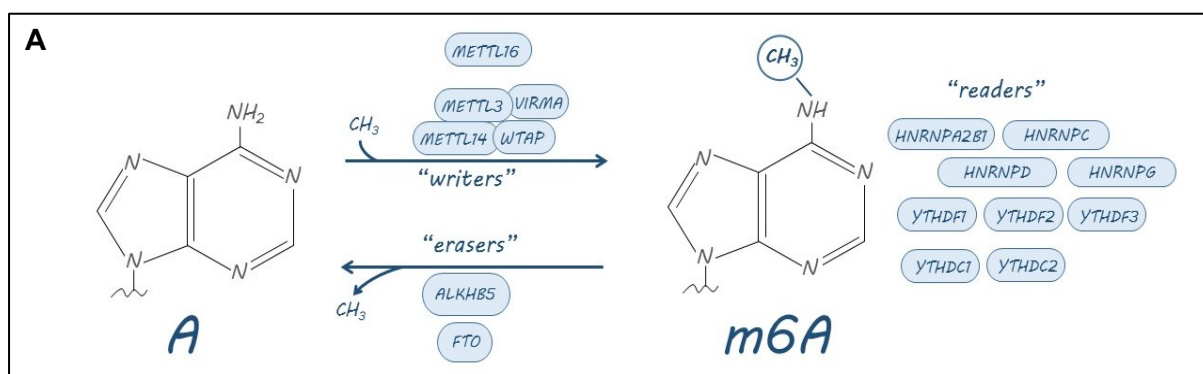 A
NH2
N
N
N
N
A
METTL16
METTL3 VIRMA
METTL14 WTAP
CH3
"writers"
"erasers"
CH3
ALKHB5
FTO
CH3
NH
N
N
N
N
m6A
"readers"
HNRNPA2B1 HNRNPC
HNRNPD HNRNPG
YTHDF1 YTHDF2 YTHDF3
YTHDC1 YTHDC2